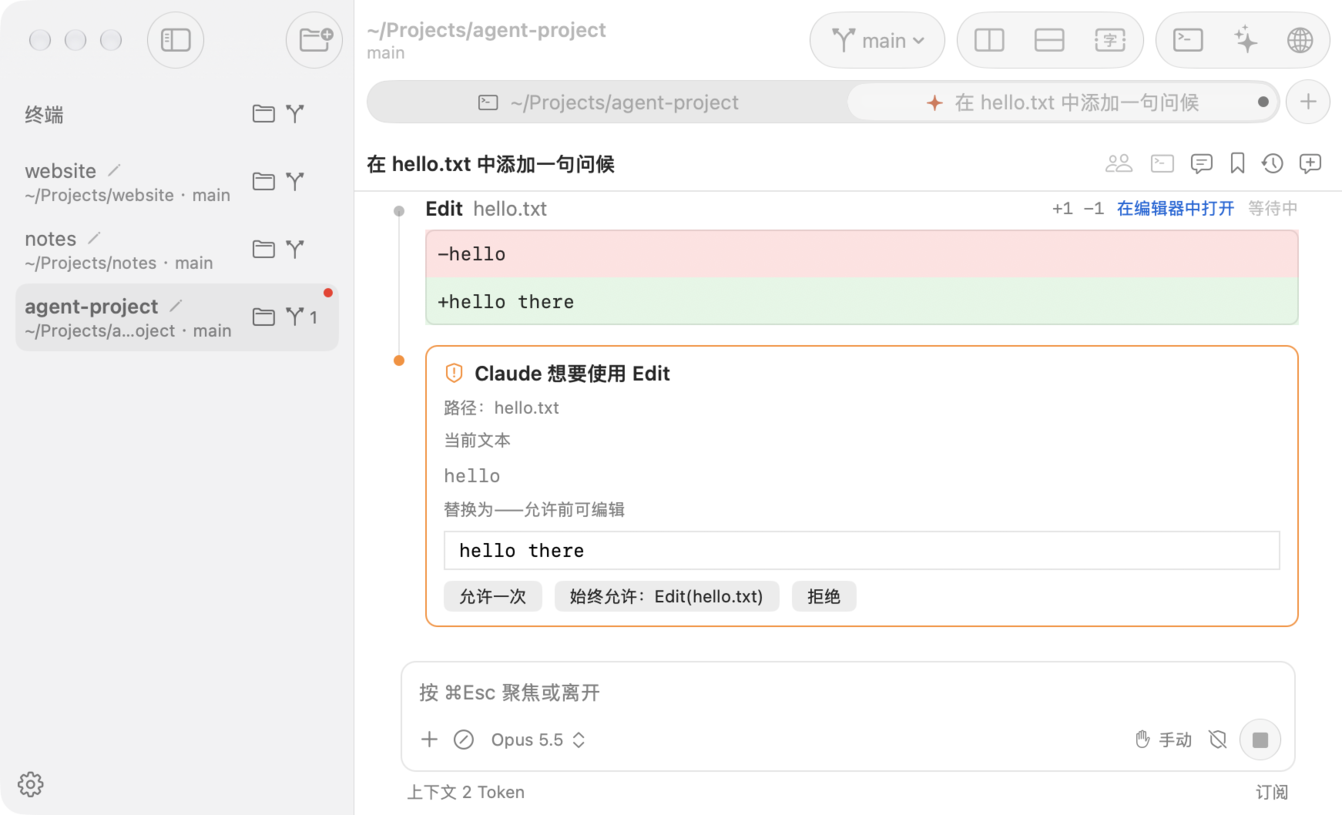 ~/Projects/agent-project
main
main
字
终端
~/Projects/agent-project
在 hello.txt 中添加一句问候
website
~/Projects/website · main
notes
~/Projects/notes · main
agent-project
~/Projects/a...oject · main
1
在 hello.txt 中添加一句问候
Edit hello.txt
+1 −1 在编辑器中打开 等待中
−hello
+hello there
Claude 想要使用 Edit
路径：hello.txt
当前文本
hello
替换为——允许前可编辑
hello there
允许一次
始终允许：Edit(hello.txt)
拒绝
按 ⌘Esc 聚焦或离开
Opus 5.5
手动
上下文 2 Token
订阅